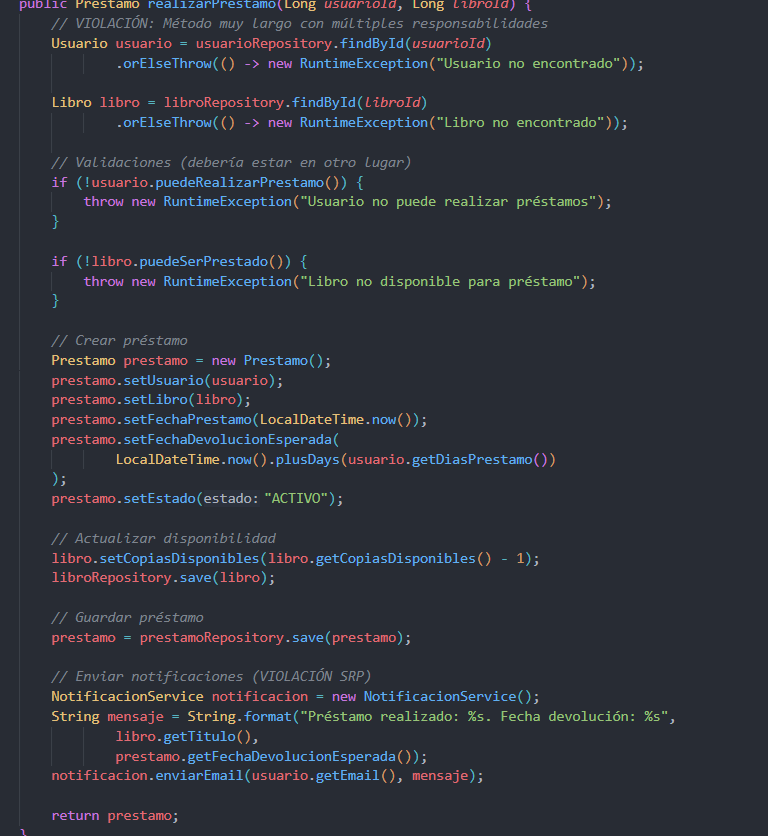 public Prestamo realizarPrestamo(Long usuarioId, Long libroId) {
// VIOLACIÓN: Método muy largo con múltiples responsabilidades
Usuario usuario = usuarioRepository.findById(usuarioId)
.orElseThrow(() -> new RuntimeException("Usuario no encontrado"));
Libro libro = libroRepository.findById(libroId)
.orElseThrow(() -> new RuntimeException("Libro no encontrado"));
// Validaciones (debería estar en otro lugar)
if (!usuario.puedeRealizarPrestamo()) {
throw new RuntimeException("Usuario no puede realizar préstamos");
}
if (!libro.puedeSerPrestado()) {
throw new RuntimeException("Libro no disponible para préstamo");
}
// Crear préstamo
Prestamo prestamo = new Prestamo();
prestamo.setUsuario(usuario);
prestamo.setLibro(libro);
prestamo.setFechaPrestamo(LocalDateTime.now());
prestamo.setFechaDevolucionEsperada(
LocalDateTime.now().plusDays(usuario.getDiasPrestamo())
);
prestamo.setEstado(estado: "ACTIVO");
// Actualizar disponibilidad
libro.setCopiasDisponibles(libro.getCopiasDisponibles() - 1);
libroRepository.save(libro);
// Guardar préstamo
prestamo = prestamoRepository.save(prestamo);
// Enviar notificaciones (VIOLACIÓN SRP)
NotificacionService notificacion = new NotificacionService();
String mensaje = String.format("Préstamo realizado: %s. Fecha devolución: %s",
libro.getTitulo(),
prestamo.getFechaDevolucionEsperada());
notificacion.enviarEmail(usuario.getEmail(), mensaje);
return prestamo;
}